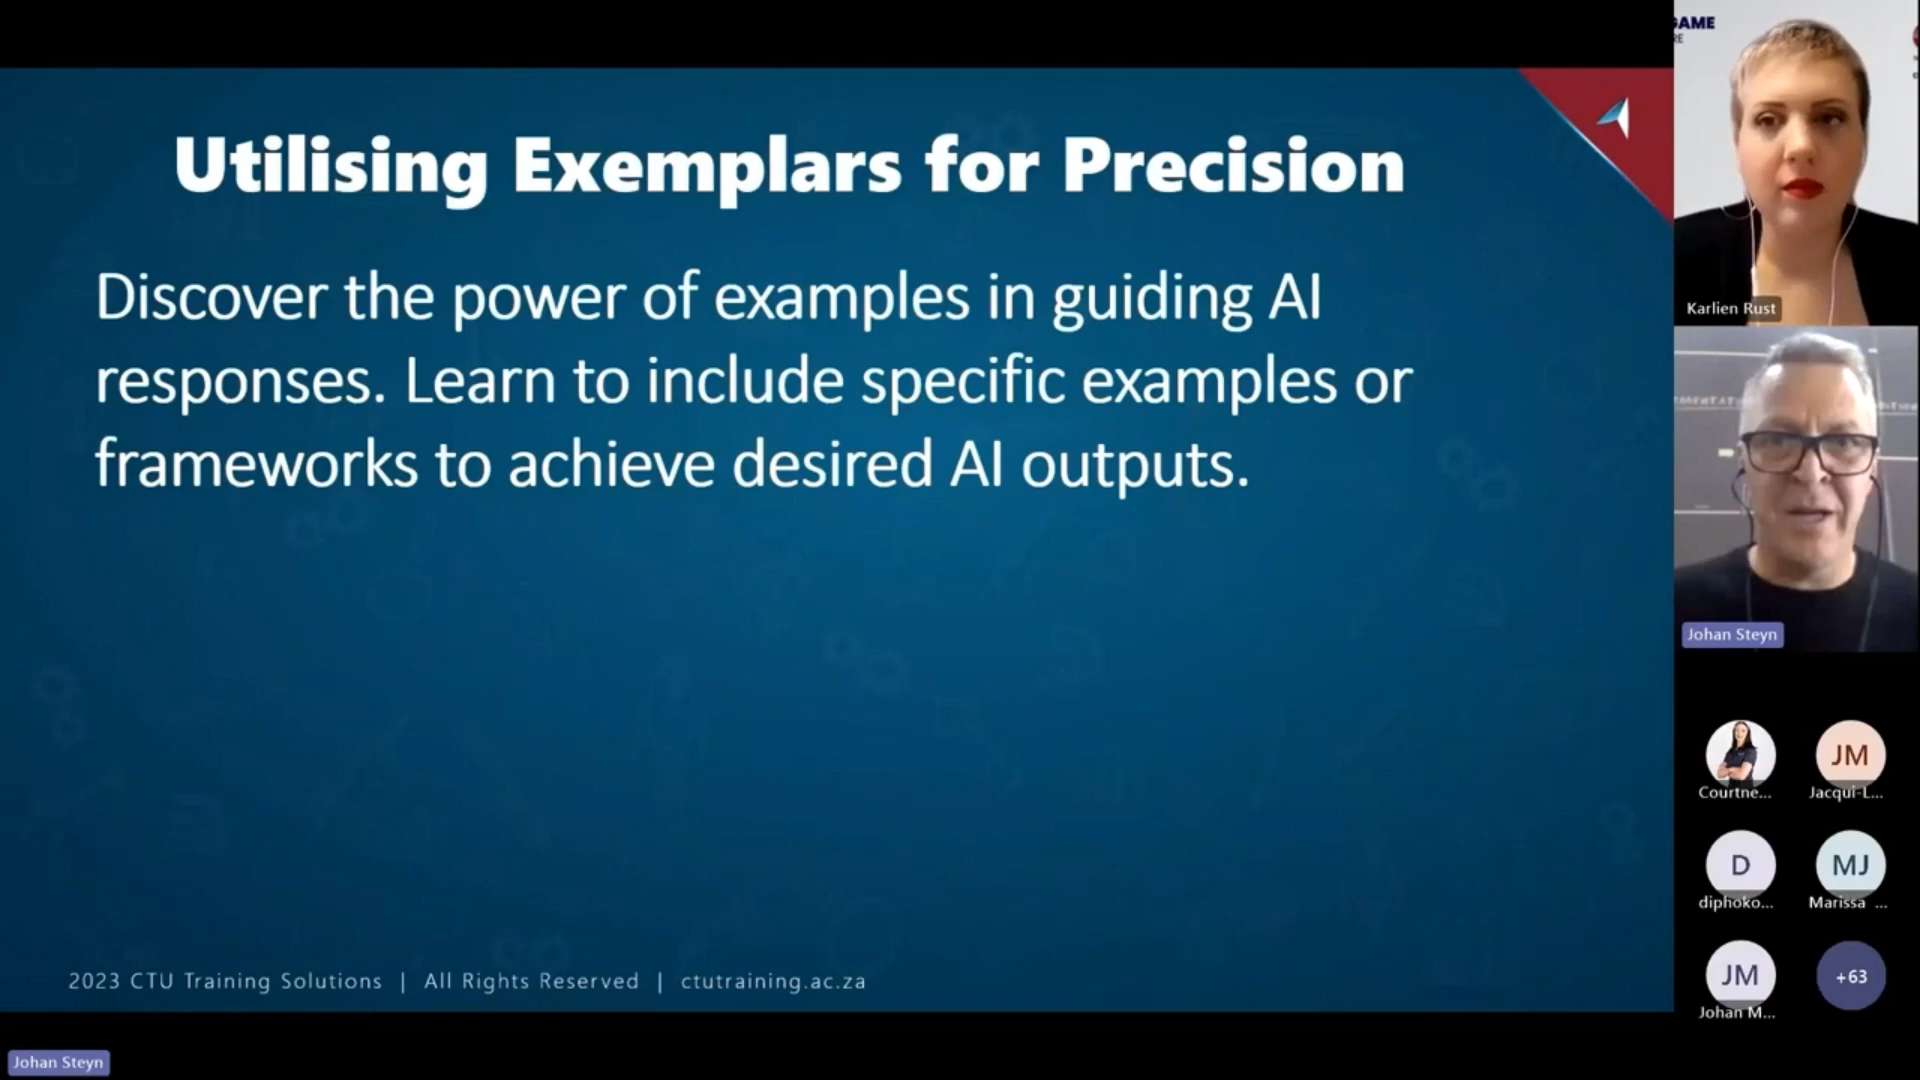 Utilising Exemplars for Precision
Discover the power of examples in guiding AI
responses. Learn to include specific examples or
frameworks to achieve desired AI outputs.
2023 CTU Training Solutions | All Rights Reserved | ctutraining.ac.za
Johan Steyn
GAME
Karlien Rust
Johan Steyn
JM
Courtne...
Jacqui-L...
D
MJ
diphoko...
Marissa ...
JM
+63
Johan M...